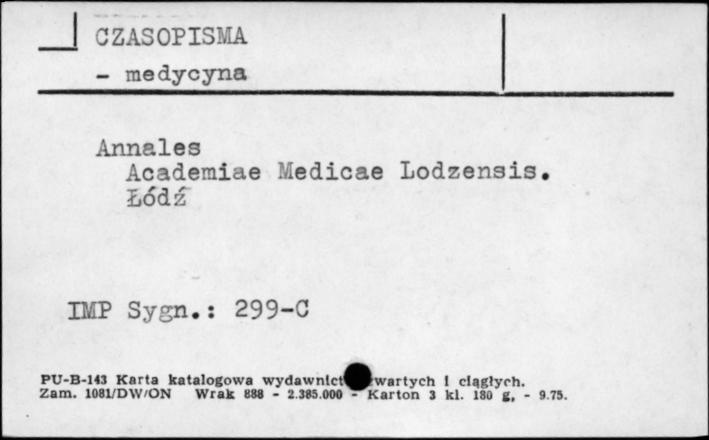 CZASOPISMA
- medycyna
Annales
Academiae Medicae Lodzensis.
Łódź
IMP Sygn.: 299-C
PU-B-143 Karta katalogowa wydawnict wartych i ciągłych.
Zam. 1081/DW/ON Wrak 888 - 2.385.000 - Karton 3 kl. 180 g, - 9.75.